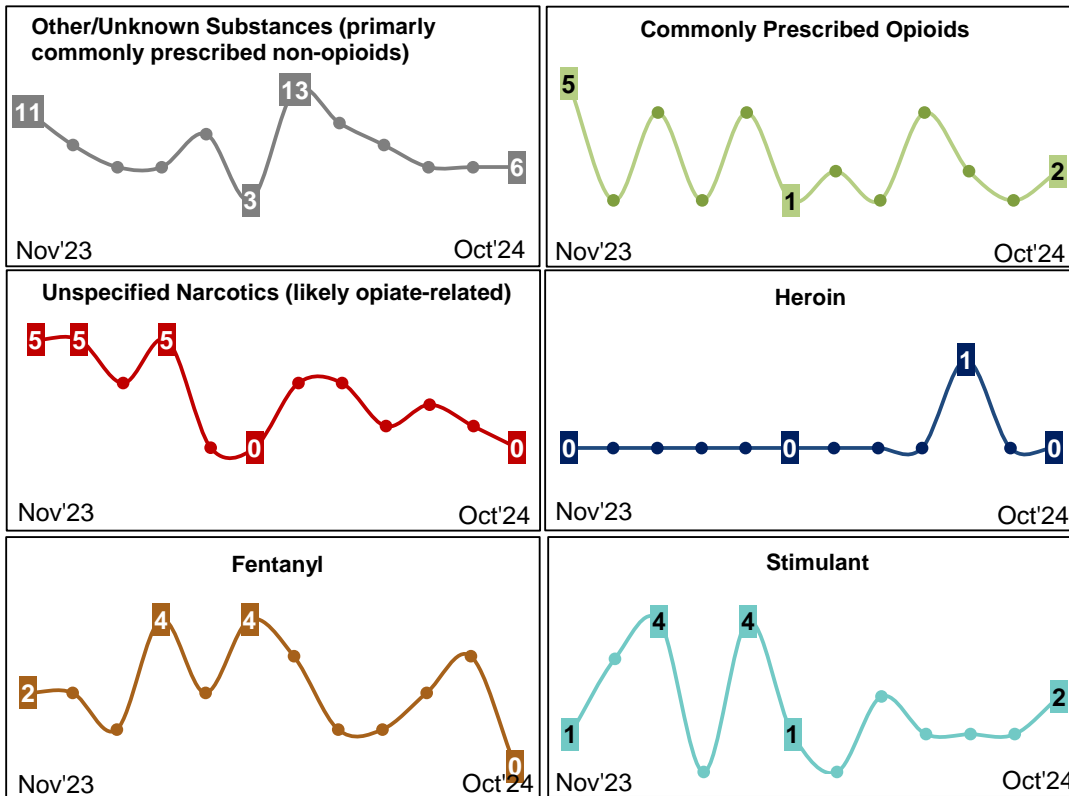 Other/Unknown Substances (primarly
commonly prescribed non-opioids)
11
3
13
6
Nov'23
Oct'24
Commonly Prescribed Opioids
5
1
2
Nov'23
Oct'24
Unspecified Narcotics (likely opiate-related)
5
5
5
0
0
Nov'23
Oct'24
Heroin
0
0
1
0
Nov'23
Oct'24
Fentanyl
2
4
4
0
Nov'23
Oct'24
Stimulant
1
4
4
1
2
Nov'23
Oct'24